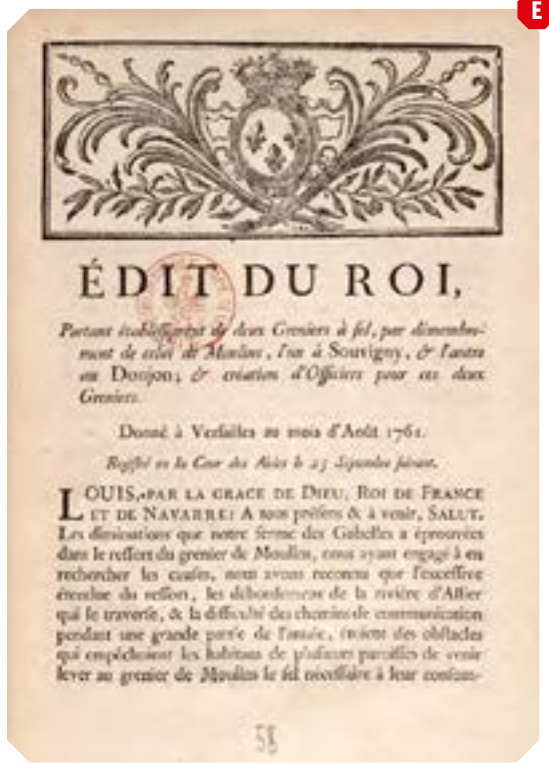 E
ÉDIT DU ROI,
Portant établissement de deux Greniers à sel, par démembre-
ment de celui de Moulins, l'un à Souvigny, & l'autre
au Donjon; & création d'Officiers pour ces deux
Greniers.
Donné à Versailles au mois d'Août 1761.
Registré en la Cour des Aides le 25 Septembre suivant.
LOUIS, PAR LA GRACE DE DIEU, ROI DE FRANCE
ET DE NAVARRE: A tous présens & à venir, SALUT.
Les diminutions que notre ferme des Gabelles a éprouvées
dans le ressort du grenier de Moulins, nous ayant engagé à en
rechercher les causes, nous avons reconnu que l'excessive
étendue du ressort, les débordemens de la rivière d'Allier
qui le traverse, & la difficulté des chemins de communication
pendant une grande partie de l'année, étoient des obstacles
qui empêchoient les habitans de plusieurs paroisses de venir
lever au grenier de Moulins le sel nécessaire à leur consom-
58